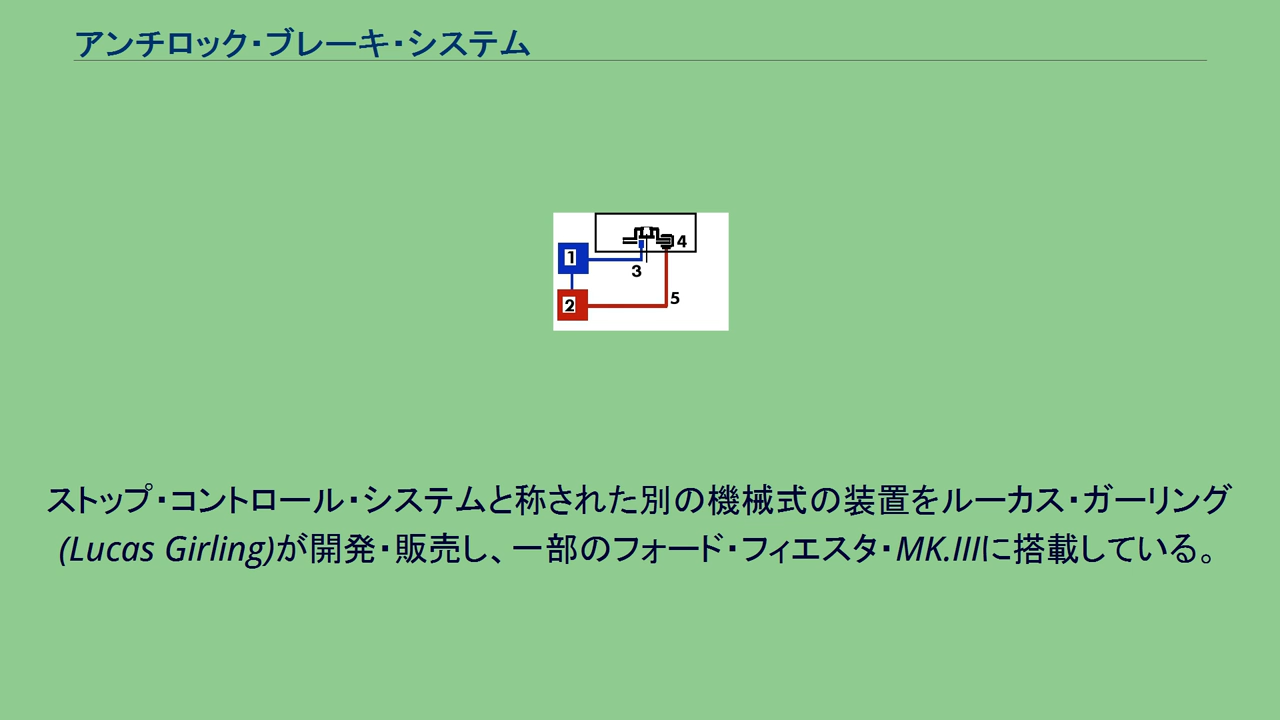 アンチロック・ブレーキ・システム
1
2
3
4
5
ストップ・コントロール・システムと称された別の機械式の装置をルーカス・ガーリング
(Lucas Girling)が開発・販売し、一部のフォード・フィエスタ・MK.IIIに搭載している。